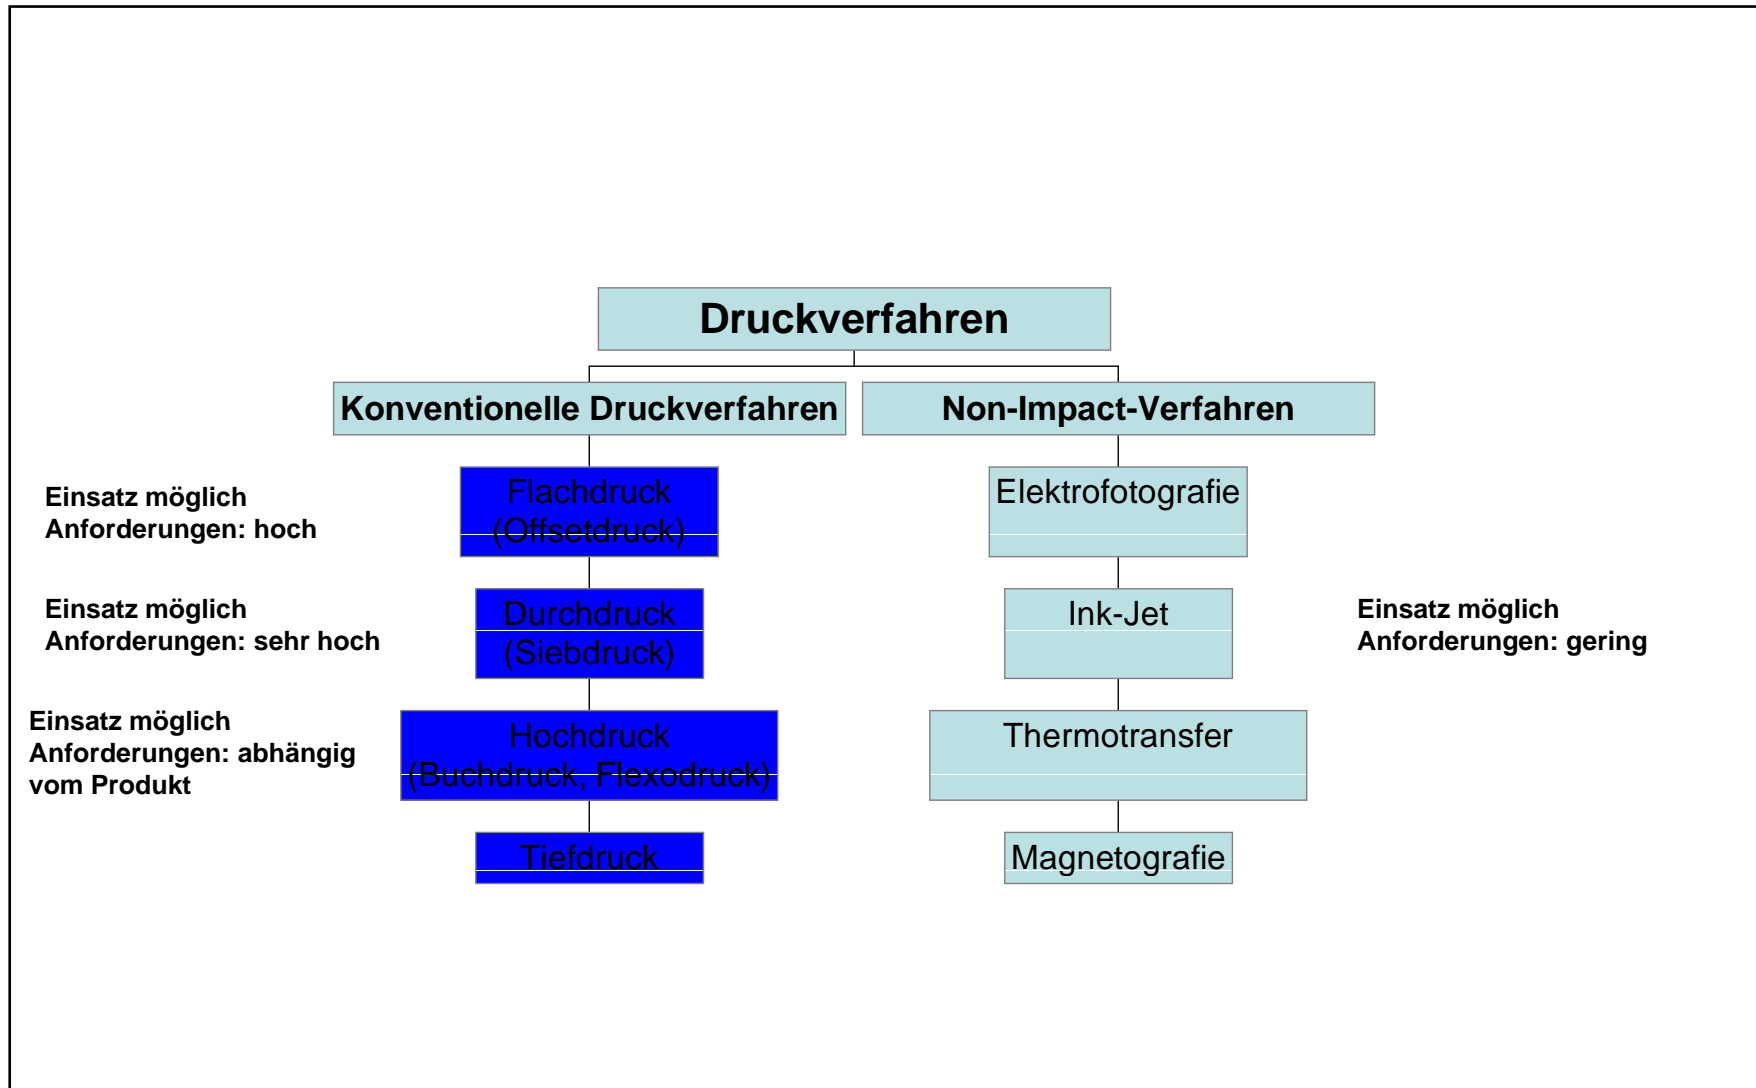 Druckverfahren
Konventionelle Druckverfahren
Non-Impact-Verfahren
Einsatz möglich
Anforderungen: hoch
Flachdruck
(Offsetdruck)
Elektrofotografie
Einsatz möglich
Anforderungen: sehr hoch
Durchdruck
(Siebdruck)
Ink-Jet
Einsatz möglich
Anforderungen: gering
Einsatz möglich
Anforderungen: abhängig
vom Produkt
Hochdruck
(Buchdruck, Flexodruck)
Thermotransfer
Tiefdruck
Magnetografie